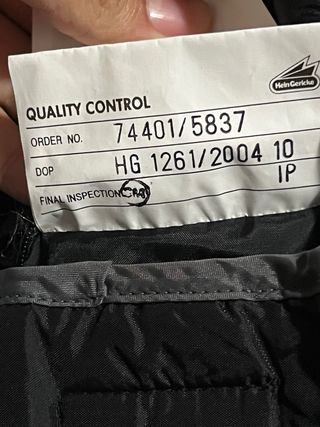 HeinGericke
QUALITY CONTROL
ORDER NO. 74401/5837
DOP HG 1261/2004 10
IP
FINAL INSPECTION